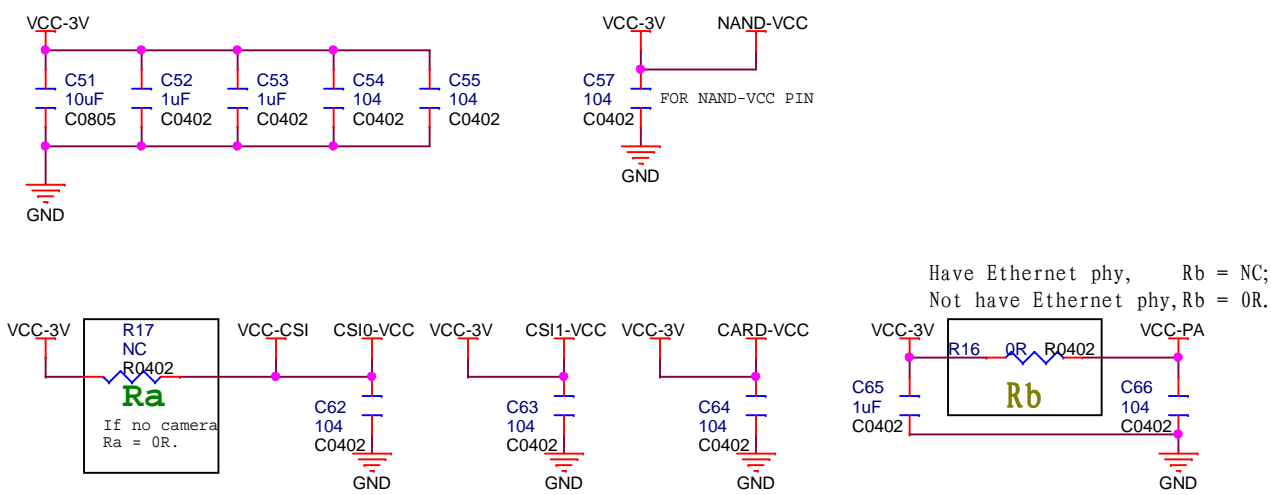 VCC-3V
C51
10uF
C0805
C52
1uF
C0402
C53
1uF
C0402
C54
104
C0402
C55
104
C0402
GND
VCC-3V
NAND-VCC
C57
104
C0402
FOR NAND-VCC PIN
GND
VCC-3V
R17
NC
R0402
Ra
If no camera
Ra = 0R.
VCC-CSI
CSI0-VCC
C62
104
C0402
GND
VCC-3V
CSI1-VCC
C63
104
C0402
GND
VCC-3V
CARD-VCC
C64
104
C0402
GND
Have Ethernet phy, Rb = NC;
Not have Ethernet phy, Rb = 0R.
VCC-3V
VCC-PA
R16 0R R0402
Rb
C65
1uF
C0402
C66
104
C0402
GND